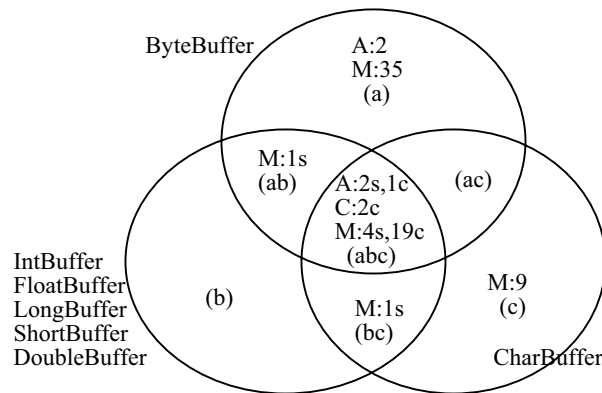 ByteBuffer
A:2
M:35
(a)
M:1s
(ab)
A:2s,1c
C:2c
M:4s,19c
(abc)
(ac)
IntBuffer
FloatBuffer
LongBuffer
ShortBuffer
DoubleBuffer
(b)
M:1s
(bc)
M:9
(c)
CharBuffer